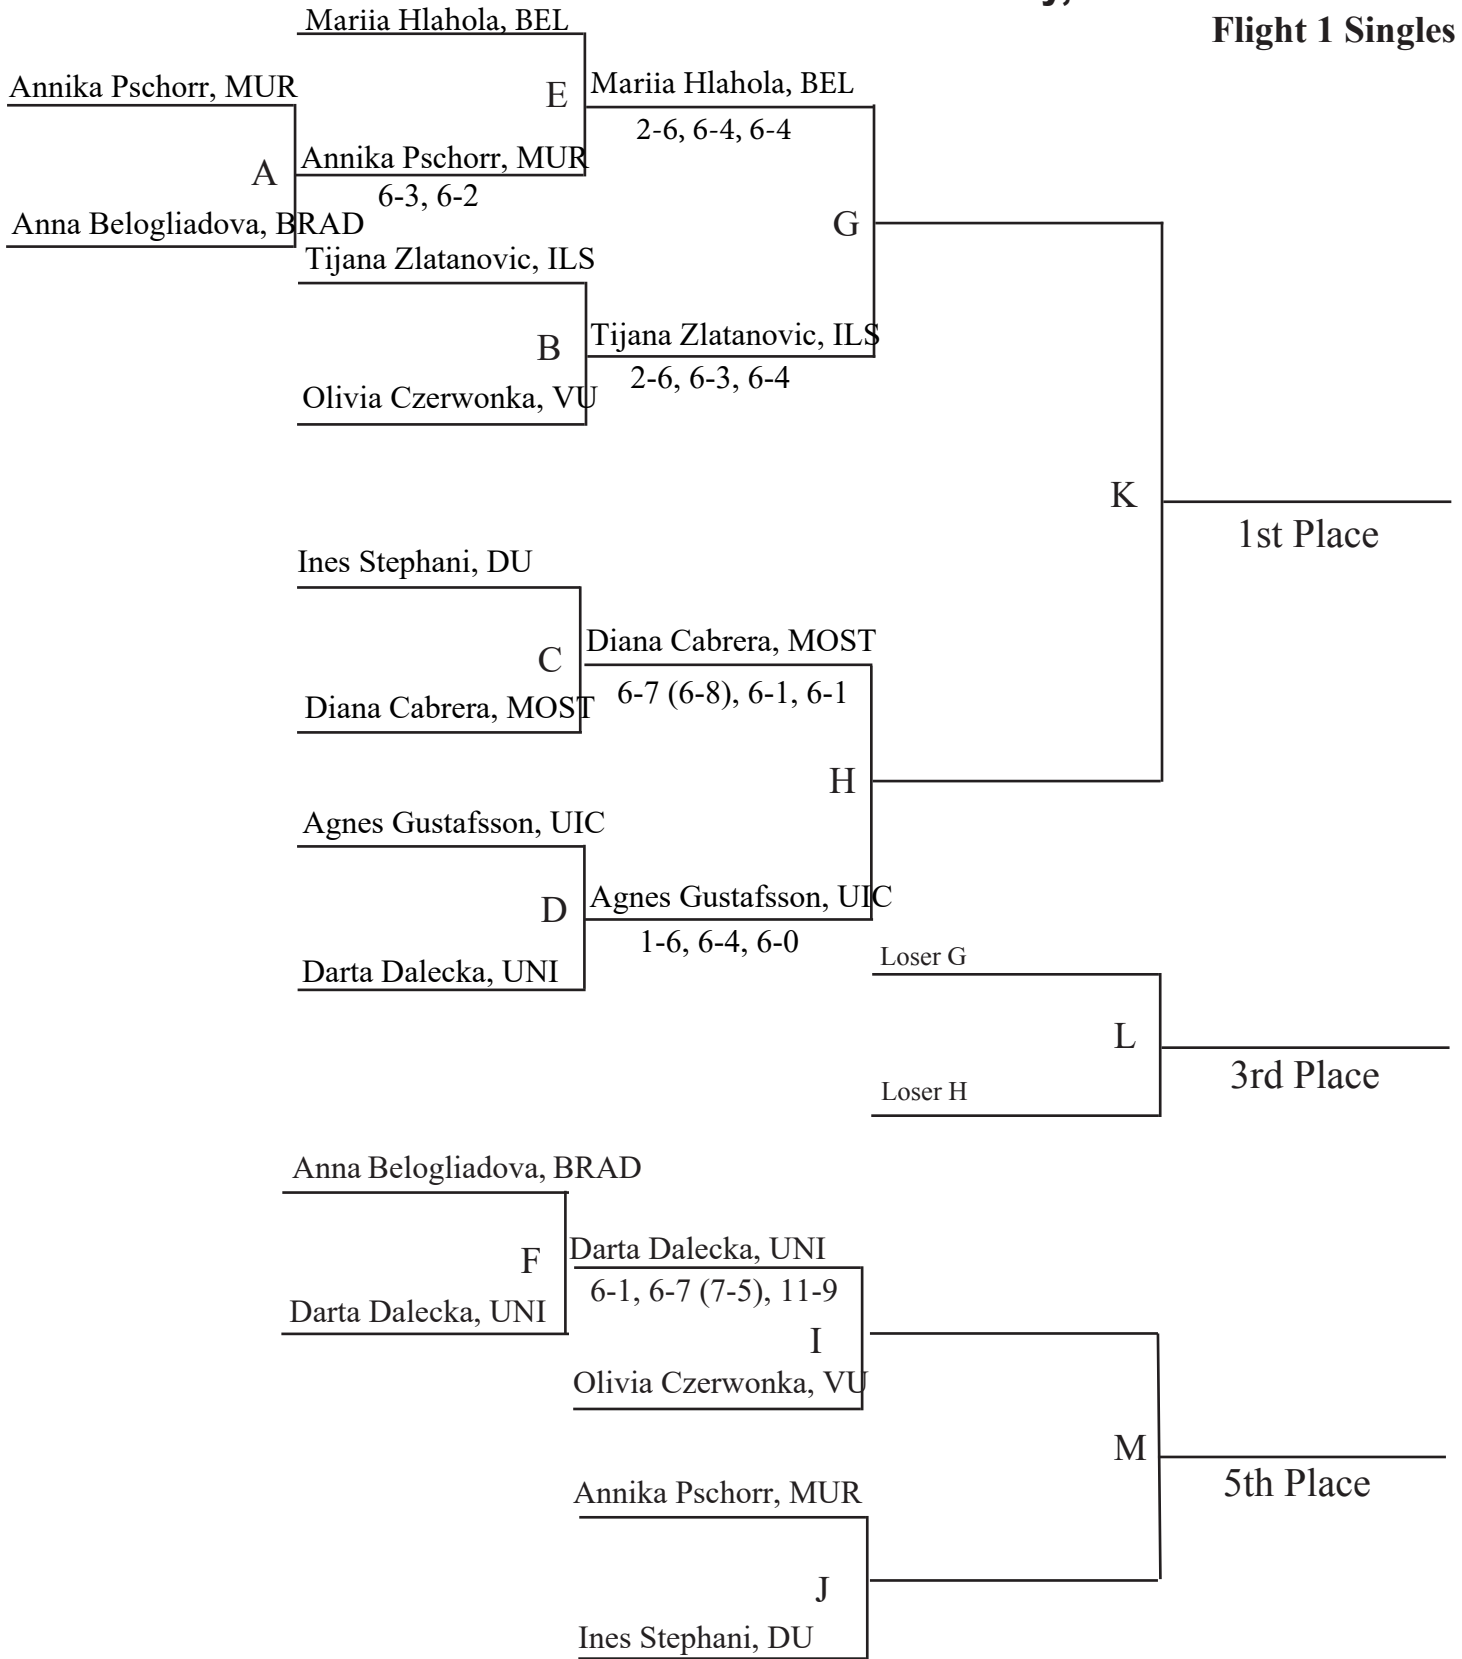 Flight 1 Singles
Mariia Hlahola, BEL
Annika Pschorr, MUR
E
Mariia Hlahola, BEL
2-6, 6-4, 6-4
A
Annika Pschorr, MUR
6-3, 6-2
Anna Belogliadova, BRAD
G
Tijana Zlatanovic, ILS
B
Tijana Zlatanovic, ILS
2-6, 6-3, 6-4
Olivia Czerwonka, VU
K
1st Place
Ines Stephani, DU
C
Diana Cabrera, MOST
6-7 (6-8), 6-1, 6-1
Diana Cabrera, MOST
H
Agnes Gustafsson, UIC
D
Agnes Gustafsson, UIC
1-6, 6-4, 6-0
Darta Dalecka, UNI
Loser G
L
3rd Place
Loser H
Anna Belogliadova, BRAD
F
Darta Dalecka, UNI
6-1, 6-7 (7-5), 11-9
Darta Dalecka, UNI
I
Olivia Czerwonka, VU
M
5th Place
Annika Pschorr, MUR
J
Ines Stephani, DU